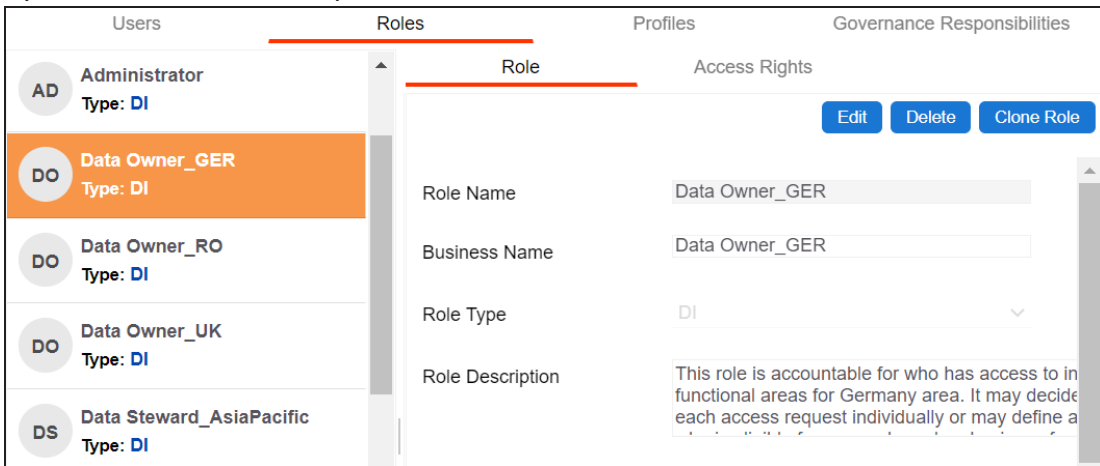 Users Roles Profiles Governance Responsibilities
AD
Administrator
Type: DI
DO
Data Owner_GER
Type: DI
DO
Data Owner_RO
Type: DI
DO
Data Owner_UK
Type: DI
DS
Data Steward_AsiaPacific
Type: DI
Role Access Rights
Edit Delete Clone Role
Role Name Data Owner_GER
Business Name Data Owner_GER
Role Type DI
Role Description This role is accountable for who has access to in
functional areas for Germany area. It may decide
each access request individually or may define a